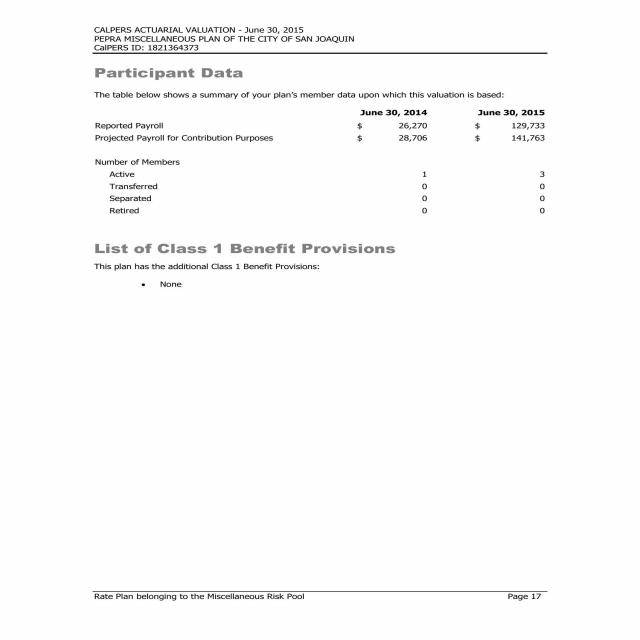 CALPERS ACTUARIAL VALUATION - June 30, 2015
PEPRA MISCELLANEOUS PLAN OF THE CITY OF SAN JOAQUIN
CalPERS ID: 1821364373
Participant Data
The table below shows a summary of your plan's member data upon which this valuation is based:
June 30, 2014 June 30, 2015
Reported Payroll $ 26,270 $ 129,733
Projected Payroll for Contribution Purposes $ 28,706 $ 141,763
Number of Members
Active 1 3
Transferred 0 0
Separated 0 0
Retired 0 0
List of Class 1 Benefit Provisions
This plan has the additional Class 1 Benefit Provisions:
• None
Rate Plan belonging to the Miscellaneous Risk Pool Page 17